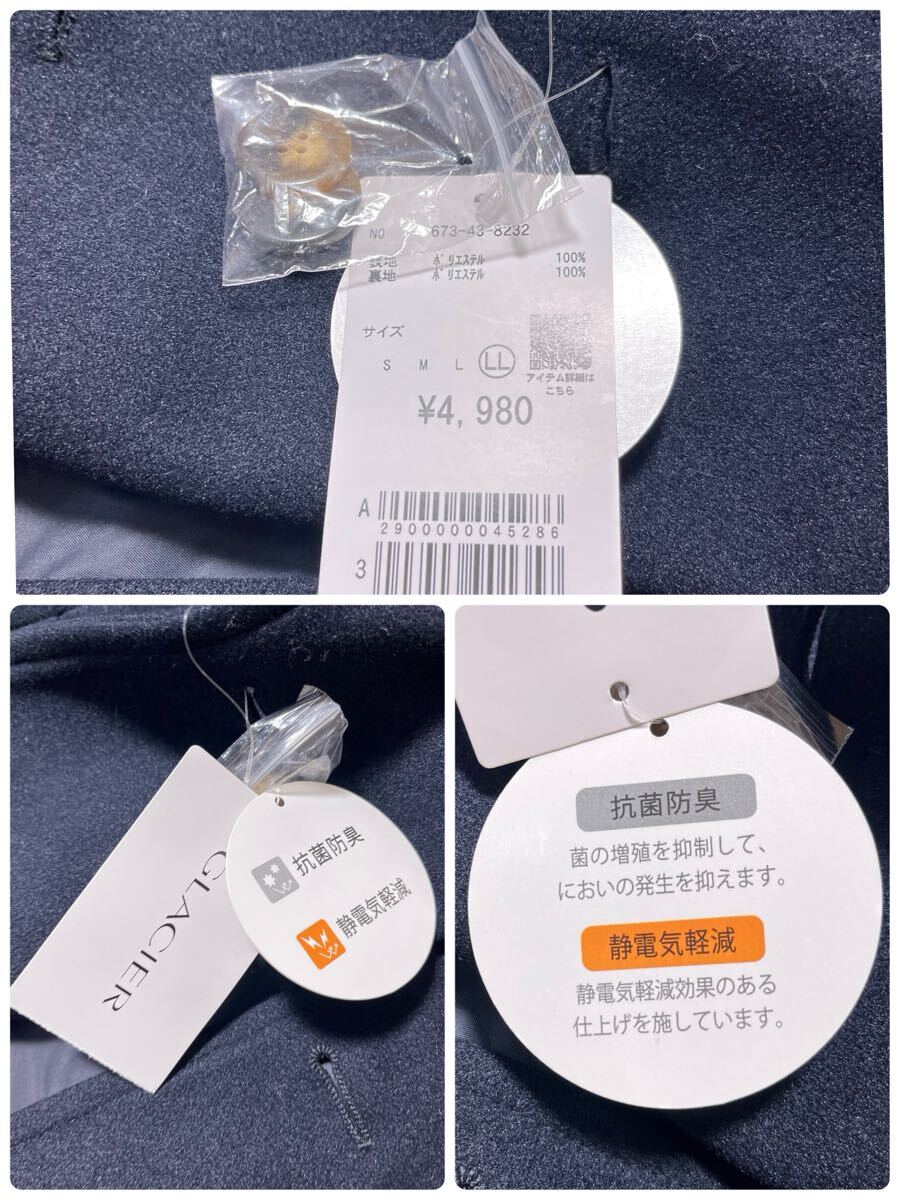 NO 673-43-8232
表地 ポリエステル 100%
裏地 ポリエステル 100%
サイズ
S M L LL
アイテム詳細は
こちら
¥4,980
A
2900000045286
3
GLACIER
抗菌防臭
静電気軽減
抗菌防臭
菌の増殖を抑制して、
においの発生を抑えます。
静電気軽減
静電気軽減効果のある
仕上げを施しています。